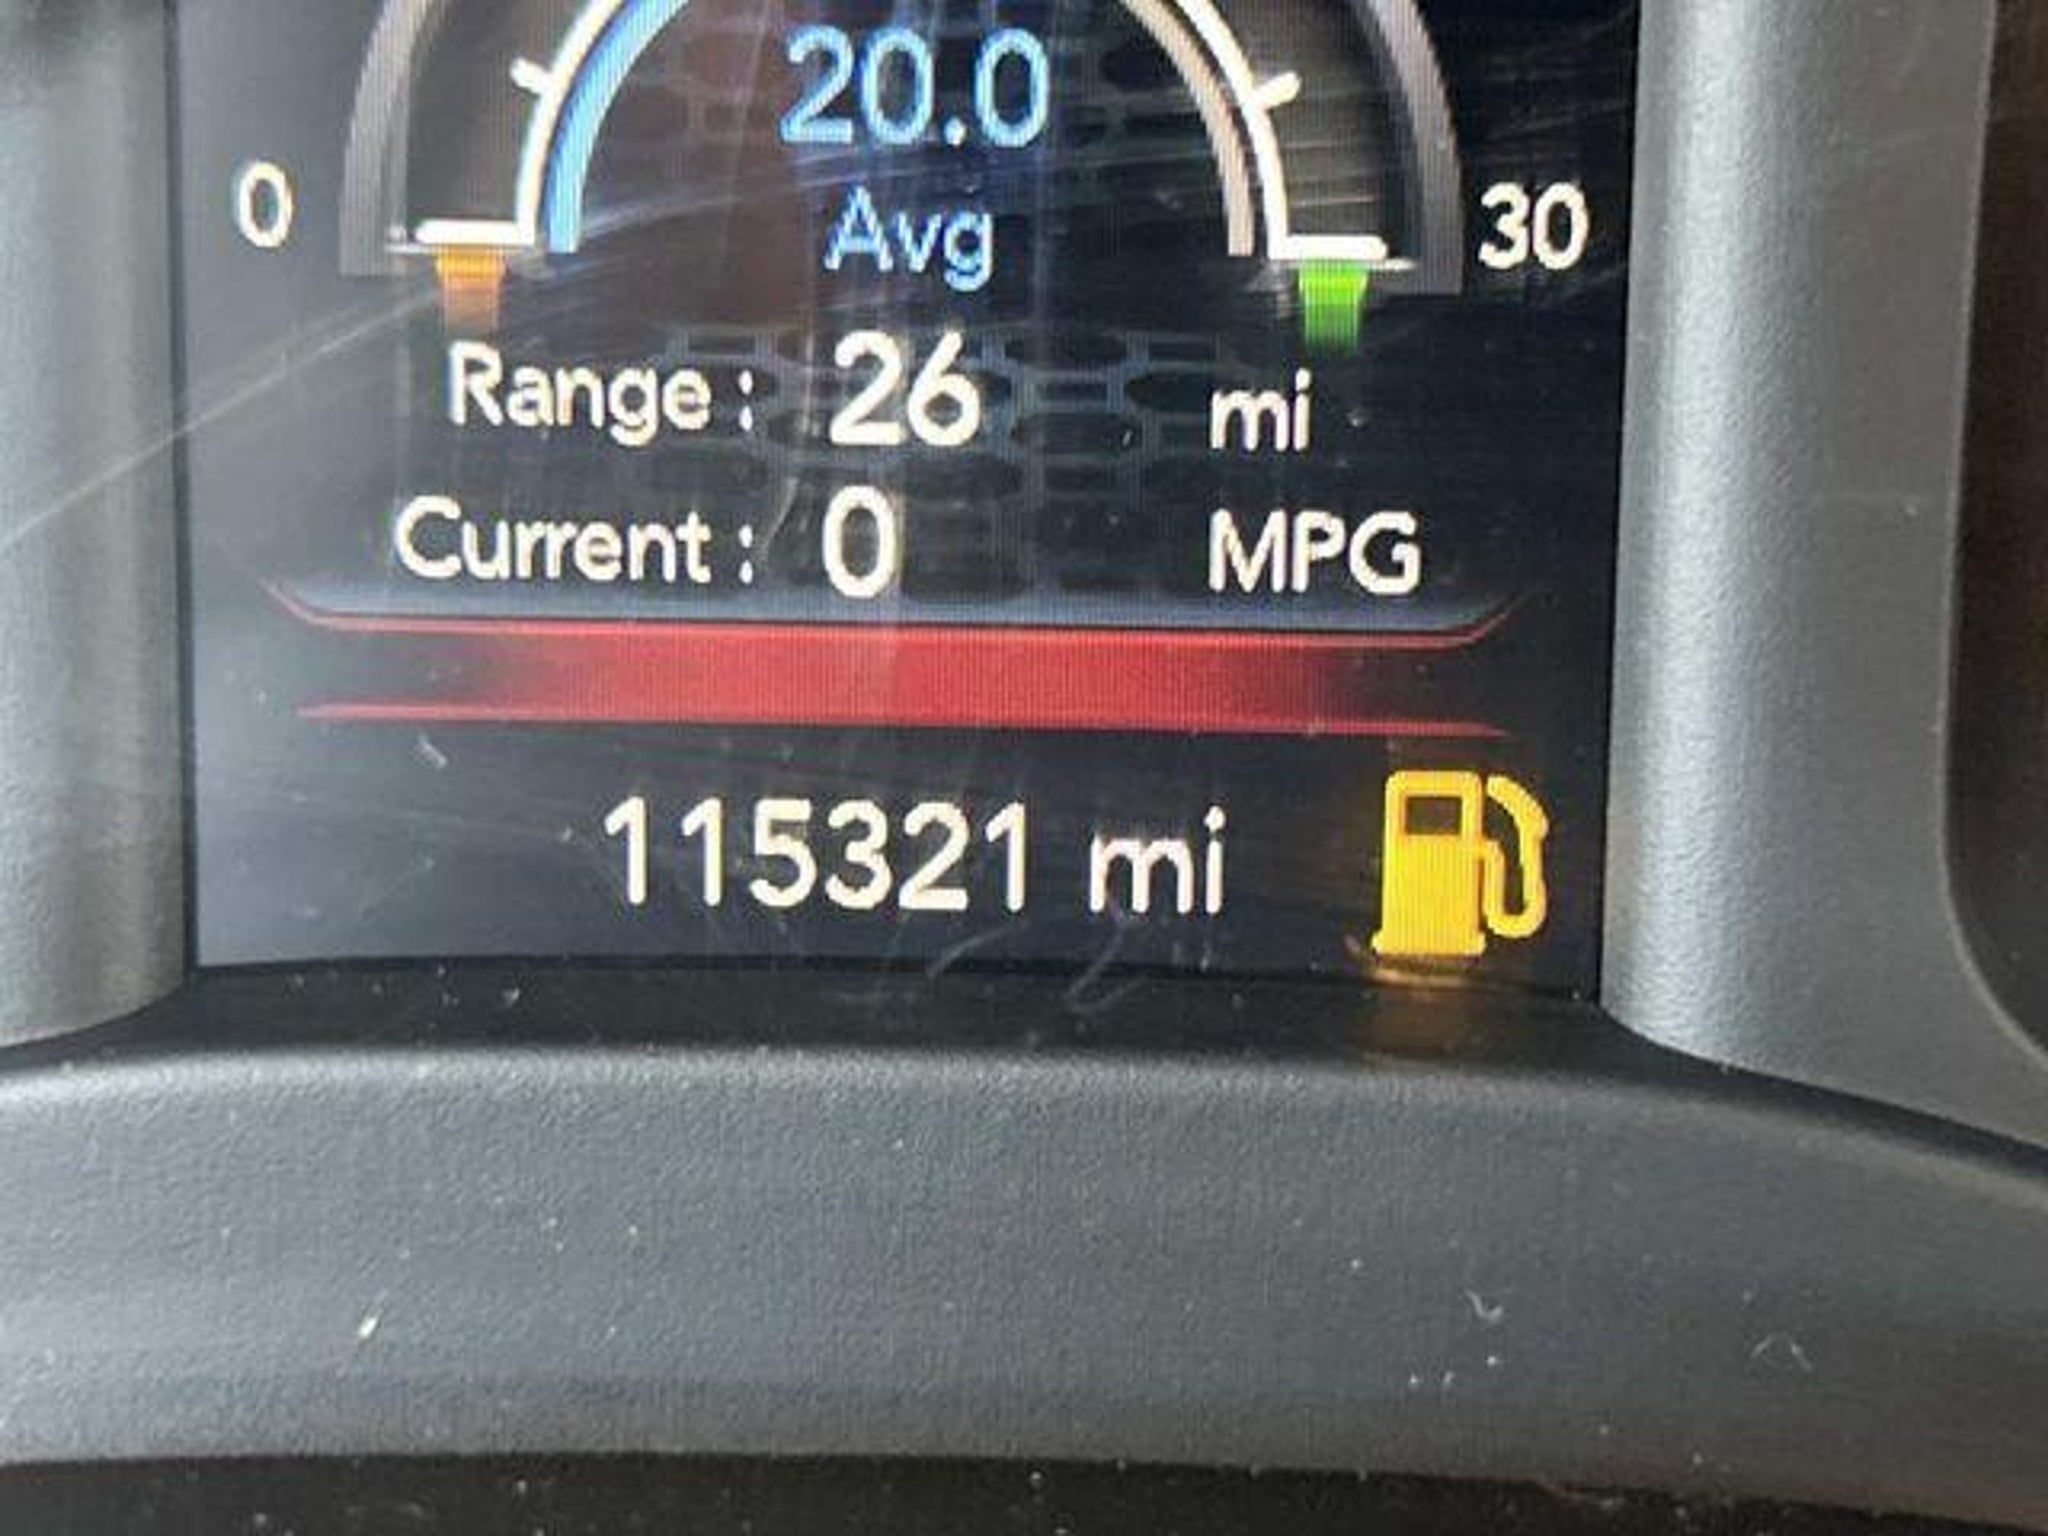 20.0
Avg
0 30
Range : 26 mi
Current : 0 MPG
115321 mi